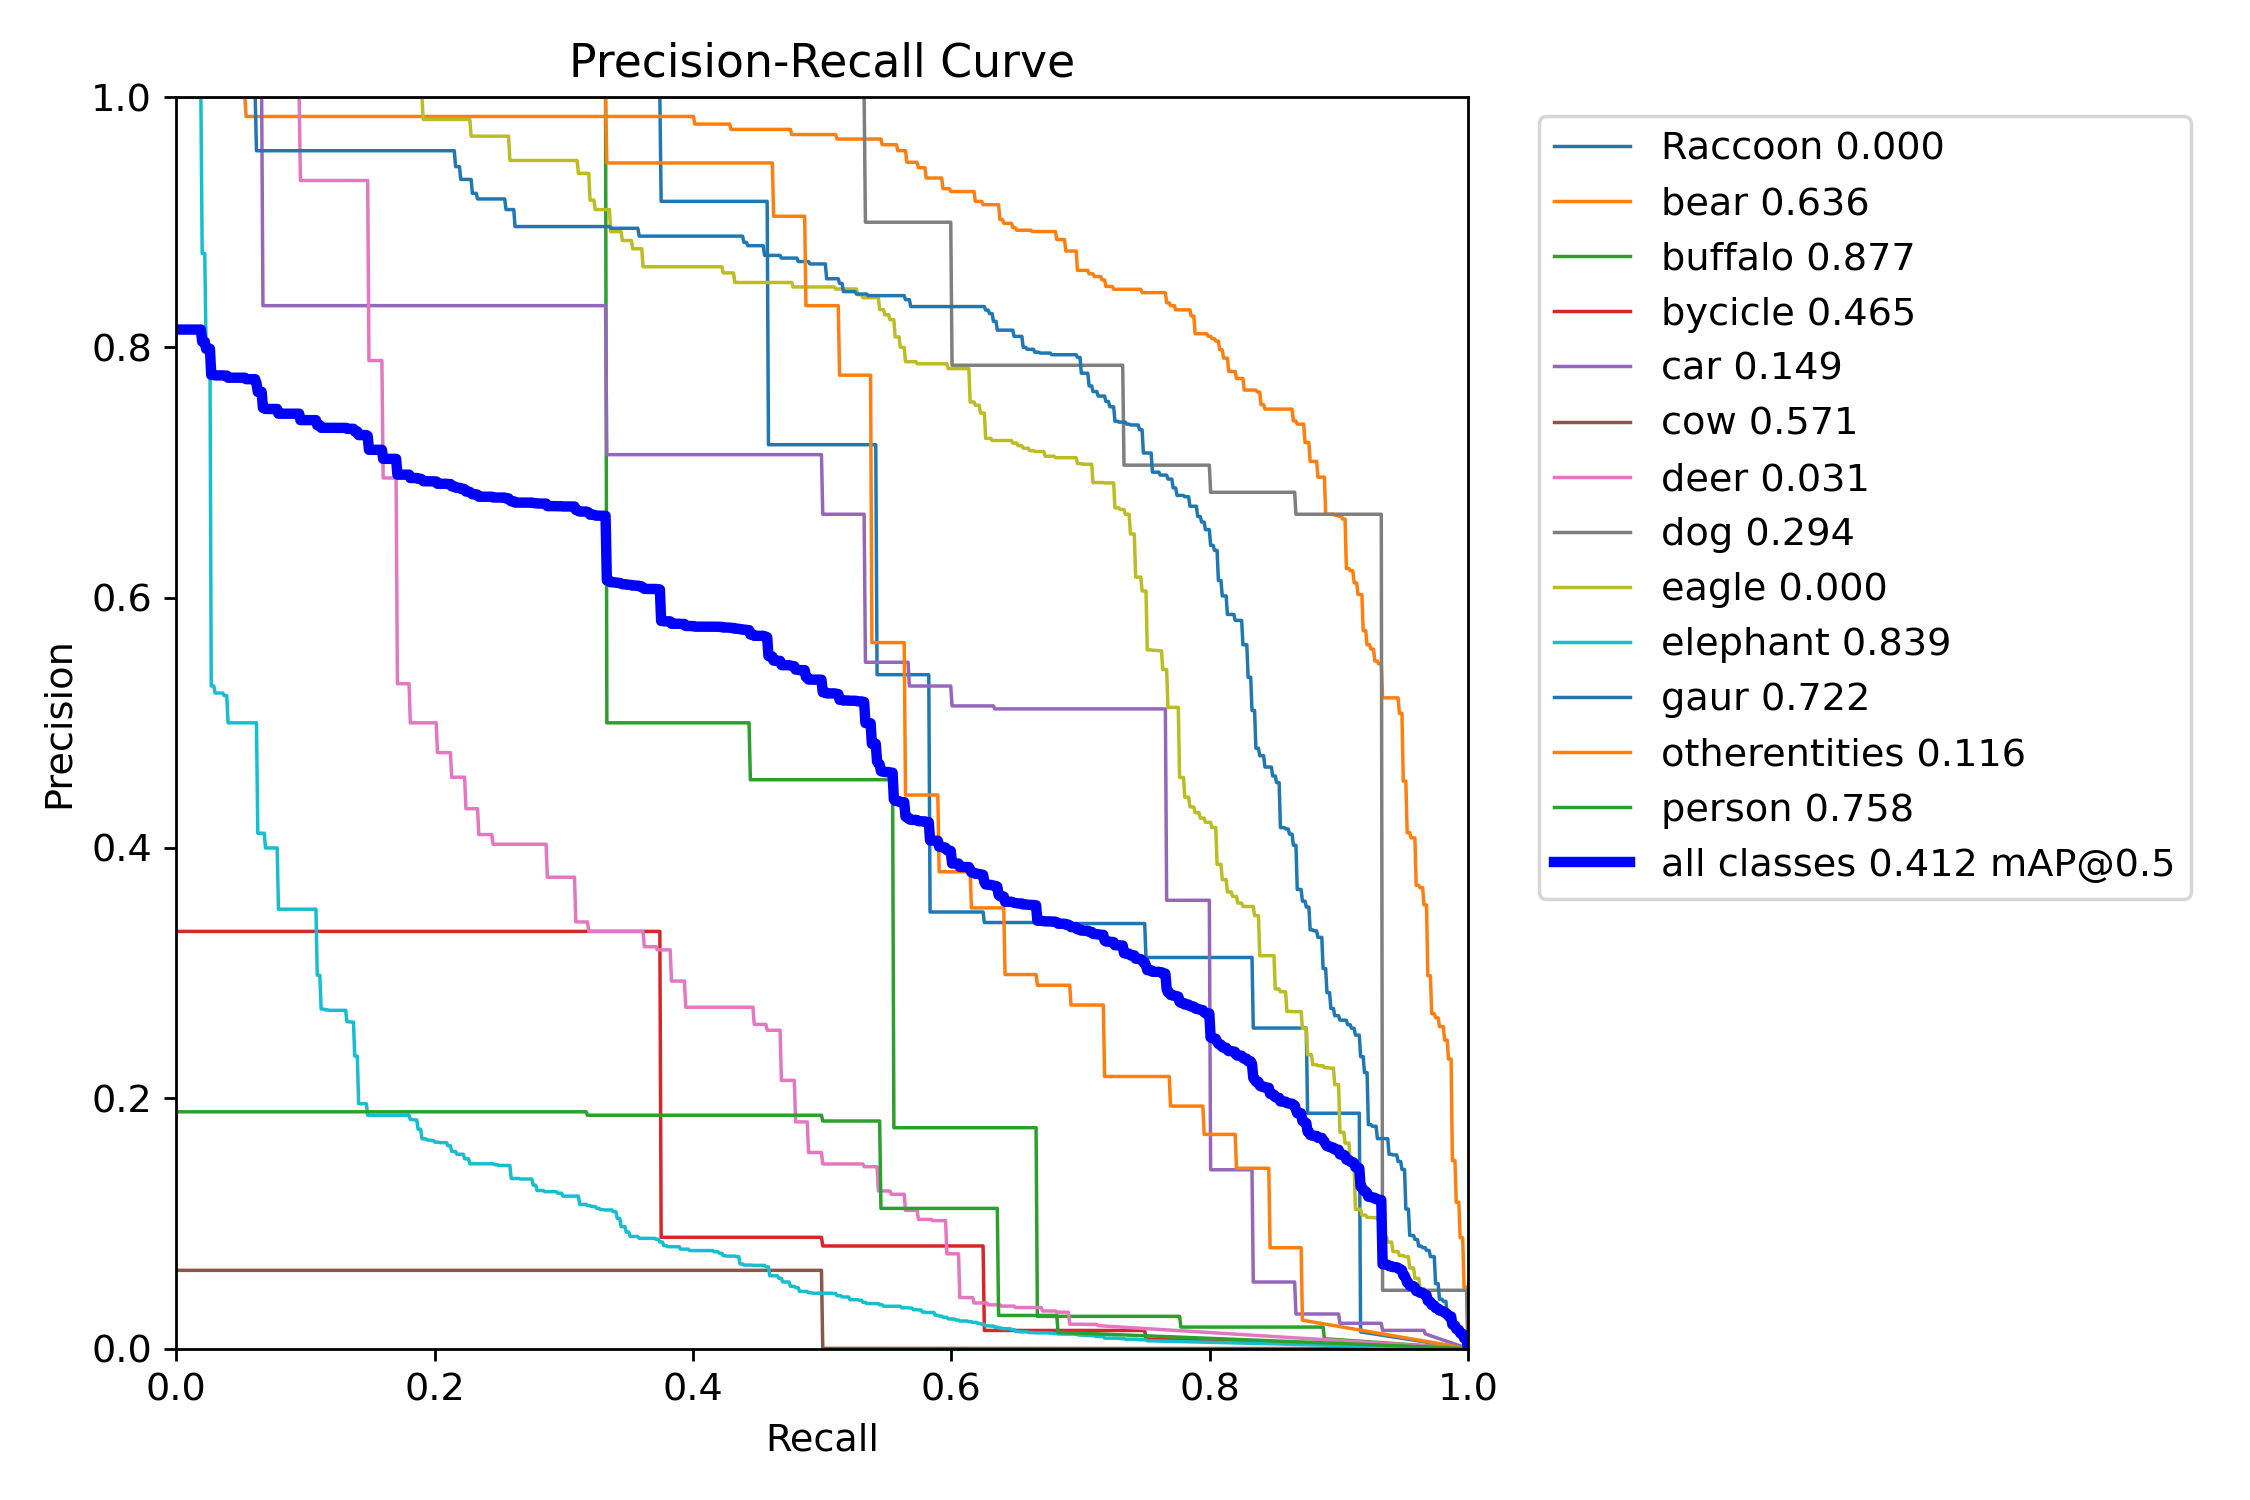 Precision-Recall Curve
1.0
0.8
0.6
0.4
0.2
0.0
Precision
0.0 0.2 0.4 0.6 0.8 1.0
Recall
Raccoon 0.000
bear 0.636
buffalo 0.877
bycicle 0.465
car 0.149
cow 0.571
deer 0.031
dog 0.294
eagle 0.000
elephant 0.839
gaur 0.722
otherentities 0.116
person 0.758
all classes 0.412 mAP@0.5